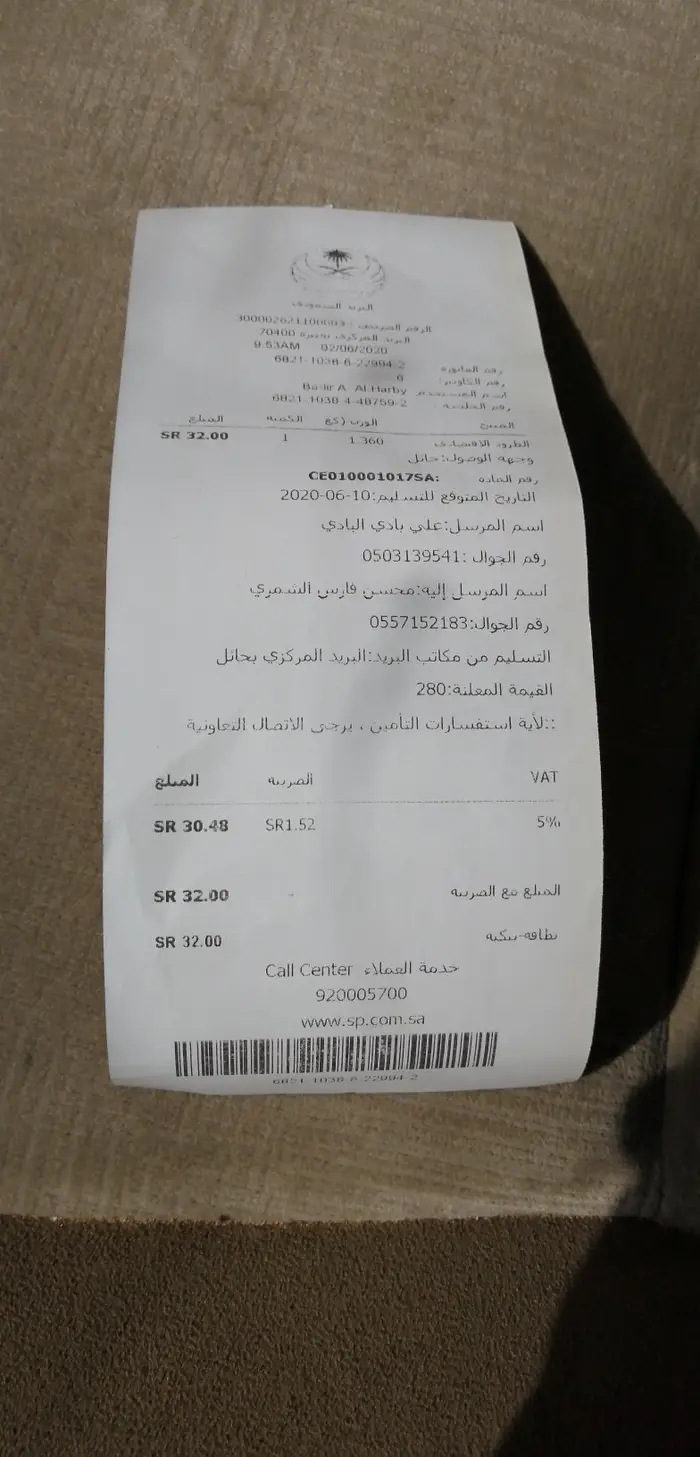 البريد السعودي
الرقم الضريبي : 300002621100003
البريد المركزي 70400
9:53AM 02/06/2020
رقم الفاتورة 6821-1038-6-22994-2
رقم الكاونتر: 6
اسم المستخدم A. Al Harby
رقم الجلسة : 6821-1038-4-48759-2
المنتج الوزن (كغ الكمية المبلغ
الطرود الاقتصادي 1.360 1 SR 32.00
وجهة الوصول:حائل
رقم المادة CE010001017SA:
التاريخ المتوقع للتسليم:10-06-2020
اسم المرسل:علي بادي البادي
رقم الجوال :0503139541
اسم المرسل إليه:محسن فارس الشمري
رقم الجوال:0557152183
التسليم من مكاتب البريد:البريد المركزي بحائل
القيمة المعلنة:280
::لأية استفسارات التأمين ، يرجى الاتصال التعاونية
VAT الضريبة المبلغ
5% SR1.52 SR 30.48
المبلغ مع الضريبة SR 32.00
بطاقة-بنكية SR 32.00
خدمة العملاء Call Center
920005700
www.sp.com.sa
6821-1038-6-22994-2